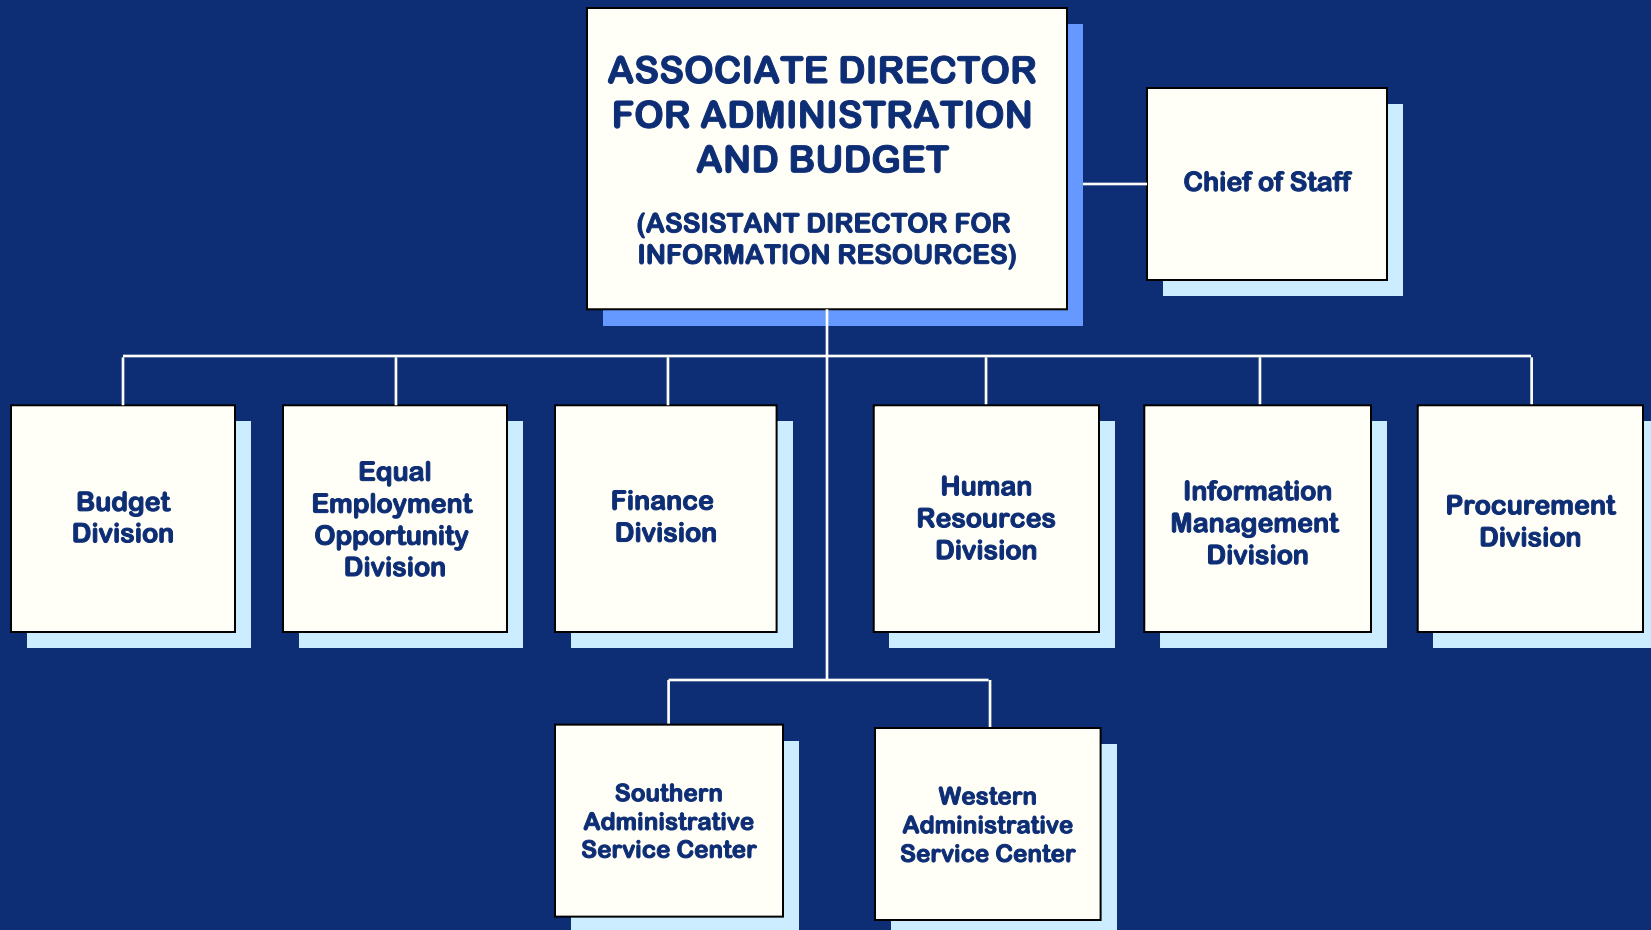 ASSOCIATE DIRECTOR
FOR ADMINISTRATION
AND BUDGET
(ASSISTANT DIRECTOR FOR
INFORMATION RESOURCES)
Chief of Staff
Budget
Division
Equal
Employment
Opportunity
Division
Finance
Division
Human
Resources
Division
Information
Management
Division
Procurement
Division
Southern
Administrative
Service Center
Western
Administrative
Service Center